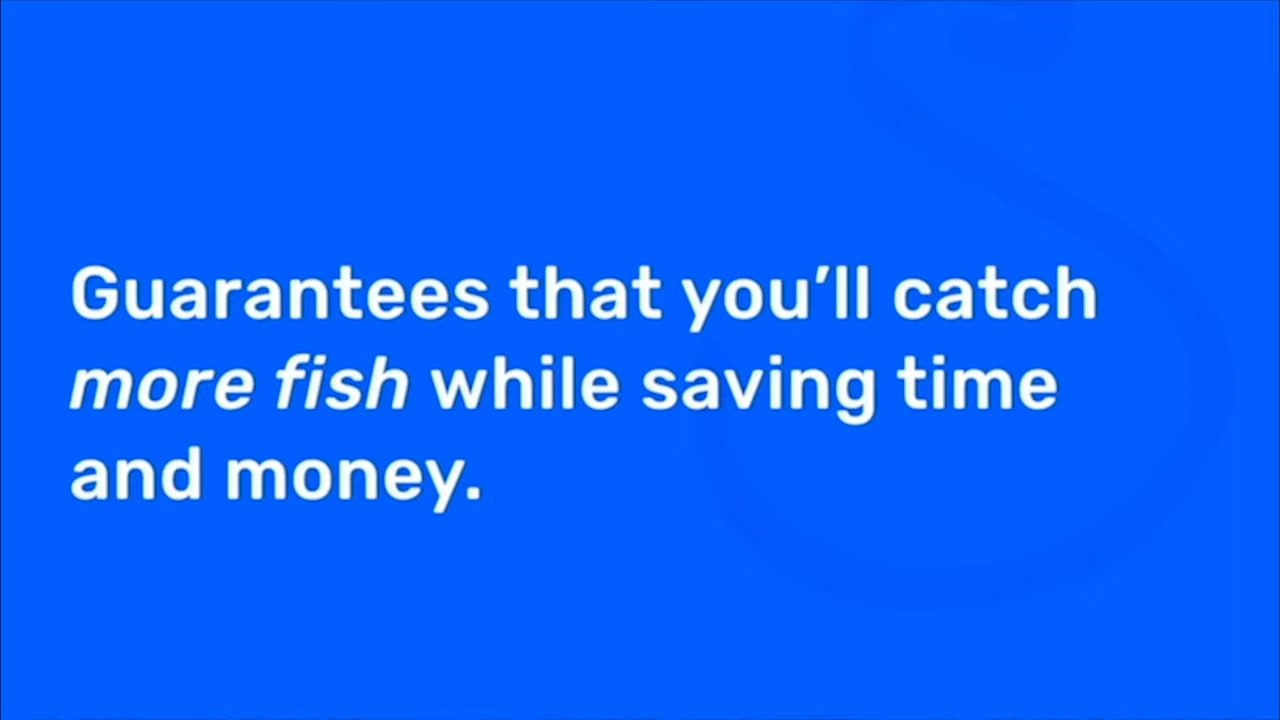 Guarantees that you’ll catch
more fish while saving time
and money.